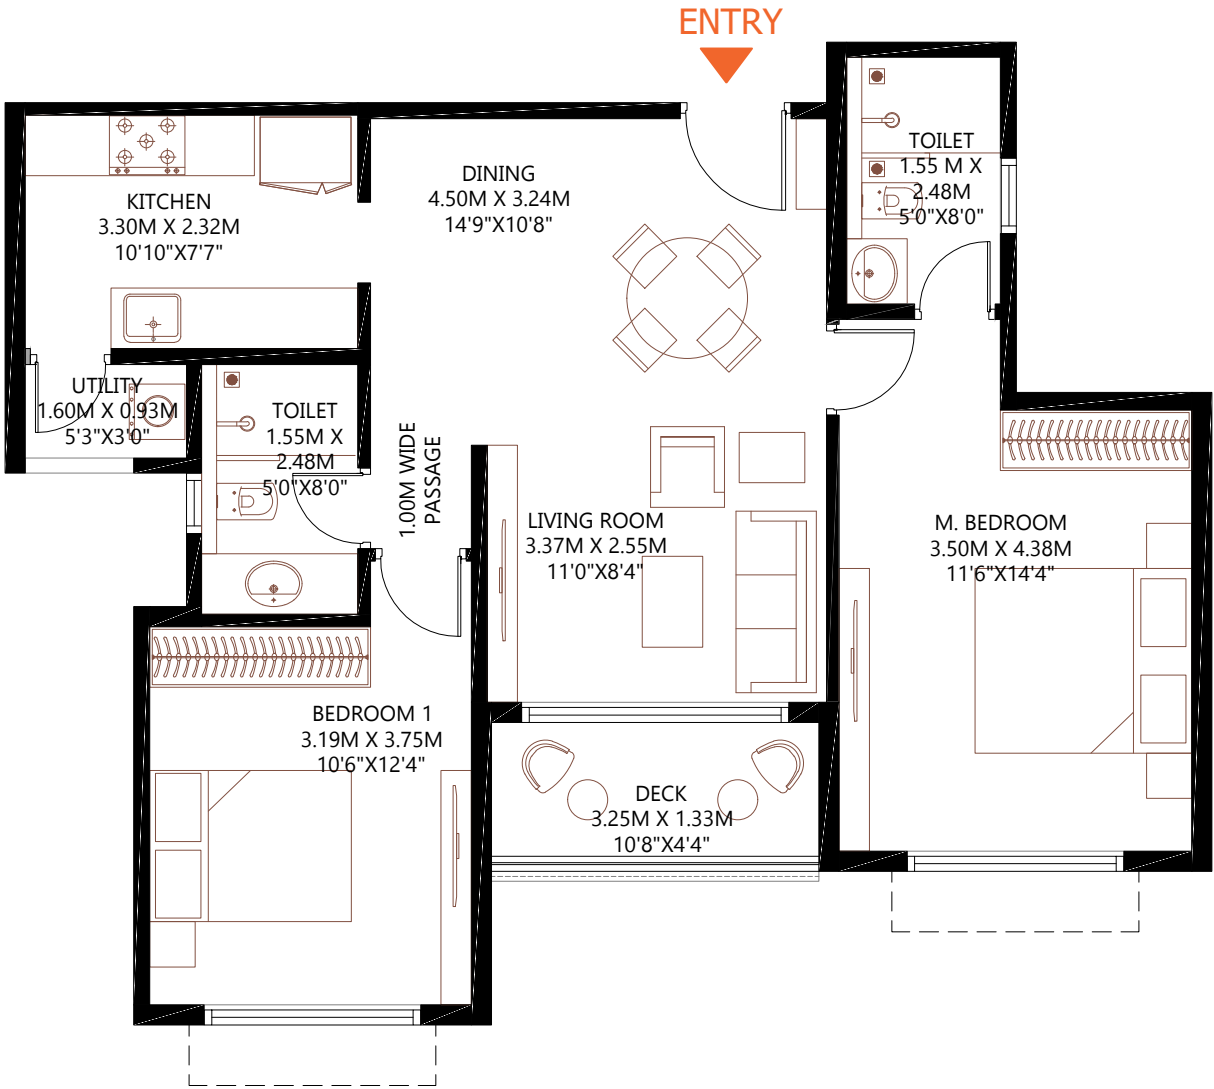 ENTRY
TOILET
1.55 M X
2.48M
5'0"X8'0"
DINING
4.50M X 3.24M
14'9"X10'8"
KITCHEN
3.30M X 2.32M
10'10"X7'7"
UTILITY
1.60M X 0.93M
5'3"X3'0"
TOILET
1.55M X
2.48M
5'0"X8'0"
1.00M WIDE
PASSAGE
LIVING ROOM
3.37M X 2.55M
11'0"X8'4"
M. BEDROOM
3.50M X 4.38M
11'6"X14'4"
BEDROOM 1
3.19M X 3.75M
10'6"X12'4"
DECK
3.25M X 1.33M
10'8"X4'4"